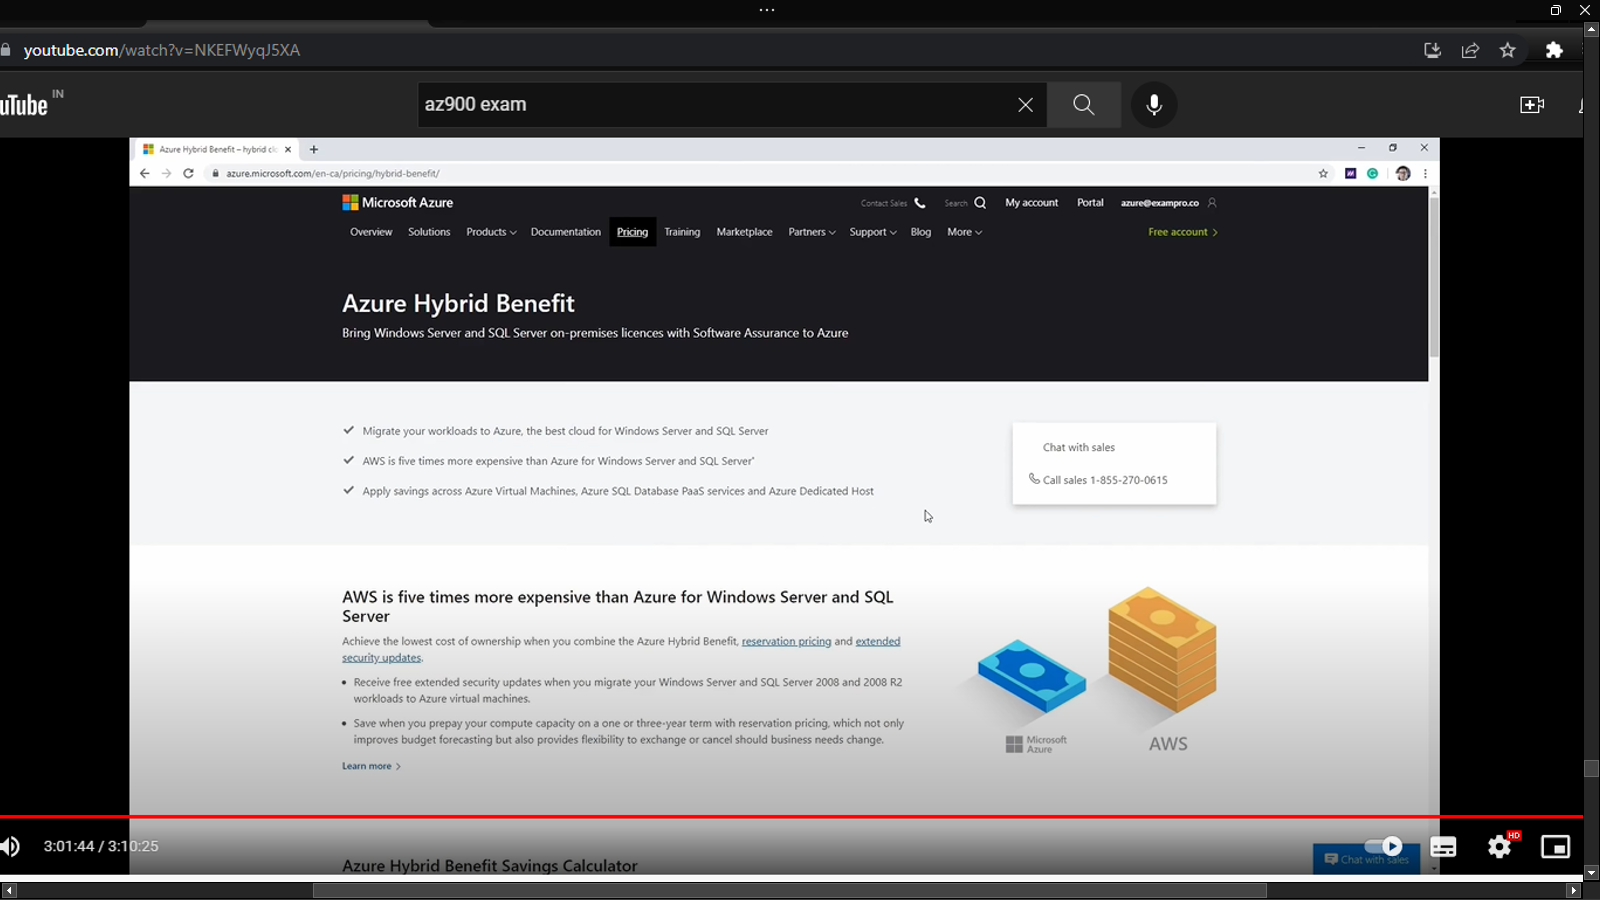 youtube.com/watch?v=NKEFWyqJ5XA
uTube IN
az900 exam
Azure Hybrid Benefit – hybrid cl
azure.microsoft.com/en-ca/pricing/hybrid-benefit/
Microsoft Azure
Contact Sales Search My account Portal azure@exampro.co
Overview Solutions Products Documentation Pricing Training Marketplace Partners Support Blog More Free account
Azure Hybrid Benefit
Bring Windows Server and SQL Server on-premises licences with Software Assurance to Azure
Migrate your workloads to Azure, the best cloud for Windows Server and SQL Server
AWS is five times more expensive than Azure for Windows Server and SQL Server*
Apply savings across Azure Virtual Machines, Azure SQL Database PaaS services and Azure Dedicated Host
Chat with sales
Call sales 1-855-270-0615
AWS is five times more expensive than Azure for Windows Server and SQL
Server
Achieve the lowest cost of ownership when you combine the Azure Hybrid Benefit, reservation pricing and extended
security updates.
• Receive free extended security updates when you migrate your Windows Server and SQL Server 2008 and 2008 R2
workloads to Azure virtual machines.
• Save when you prepay your compute capacity on a one or three-year term with reservation pricing, which not only
improves budget forecasting but also provides flexibility to exchange or cancel should business needs change.
Learn more
Microsoft
Azure
AWS
3:01:44 / 3:10:25
HD
Chat with sales
Azure Hybrid Benefit Savings Calculator